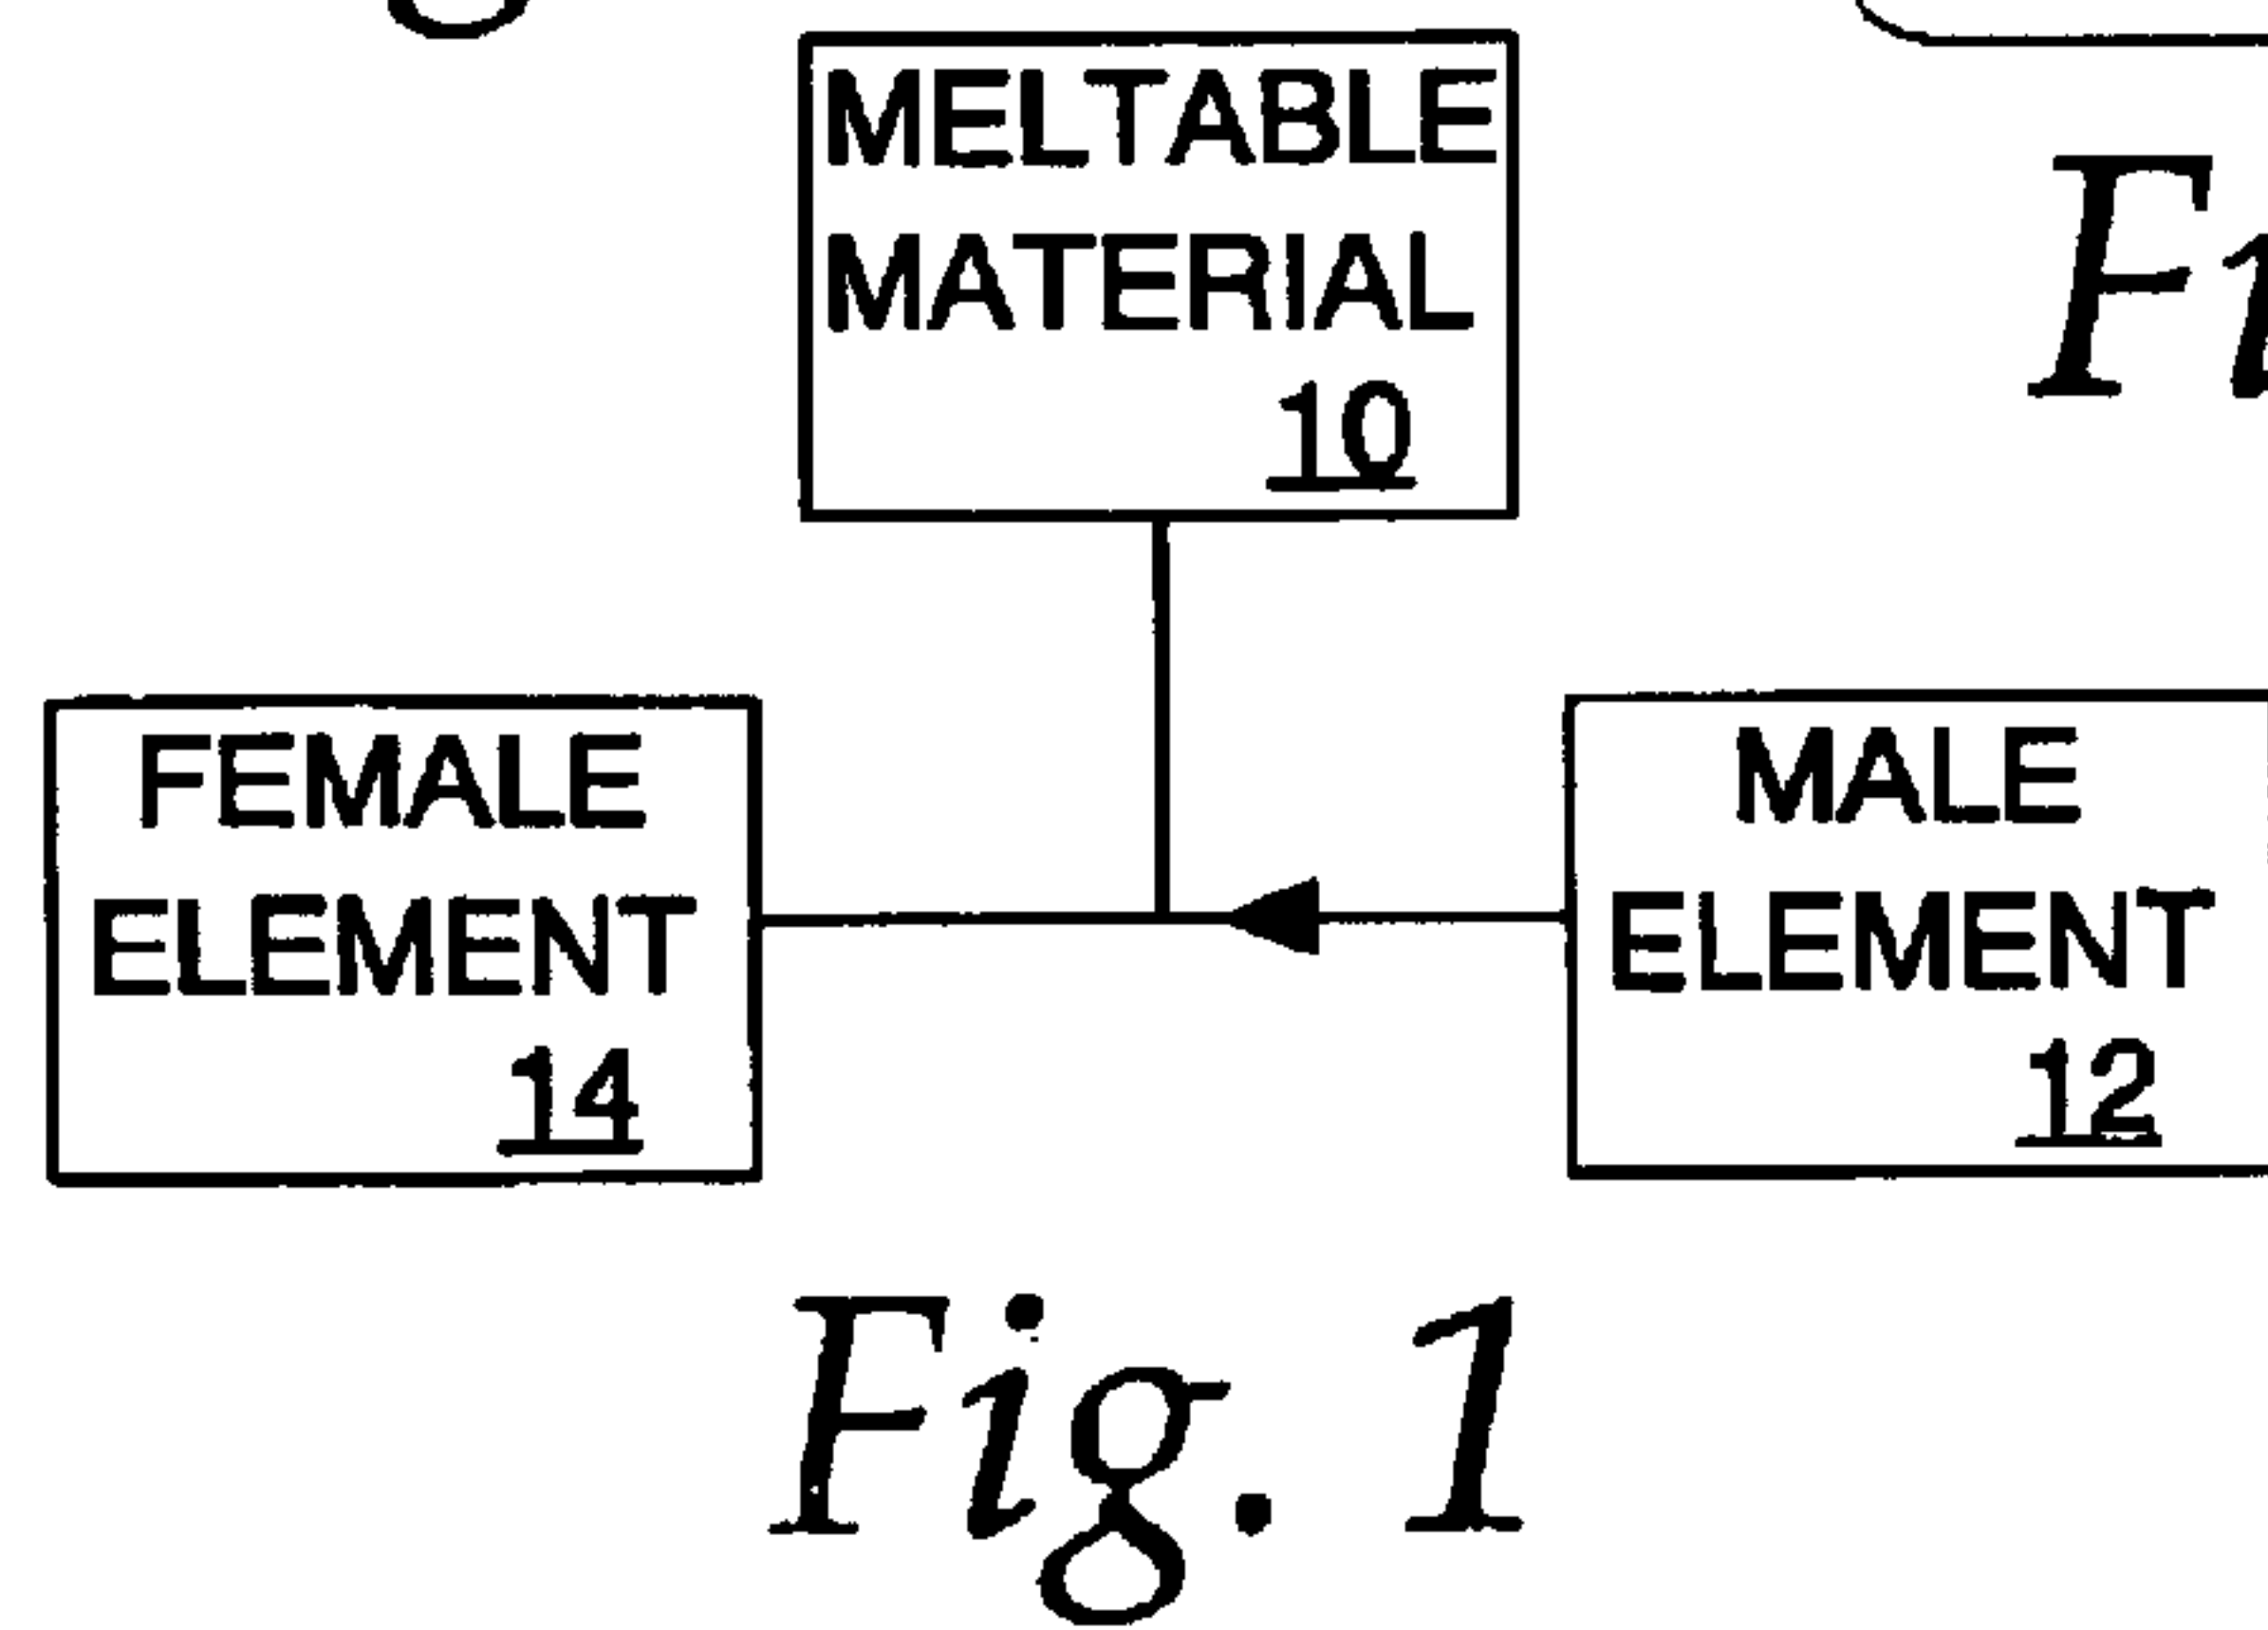 MELTABLE
MATERIAL
10
FEMALE
ELEMENT
14
MALE
ELEMENT
12
Fig. 1